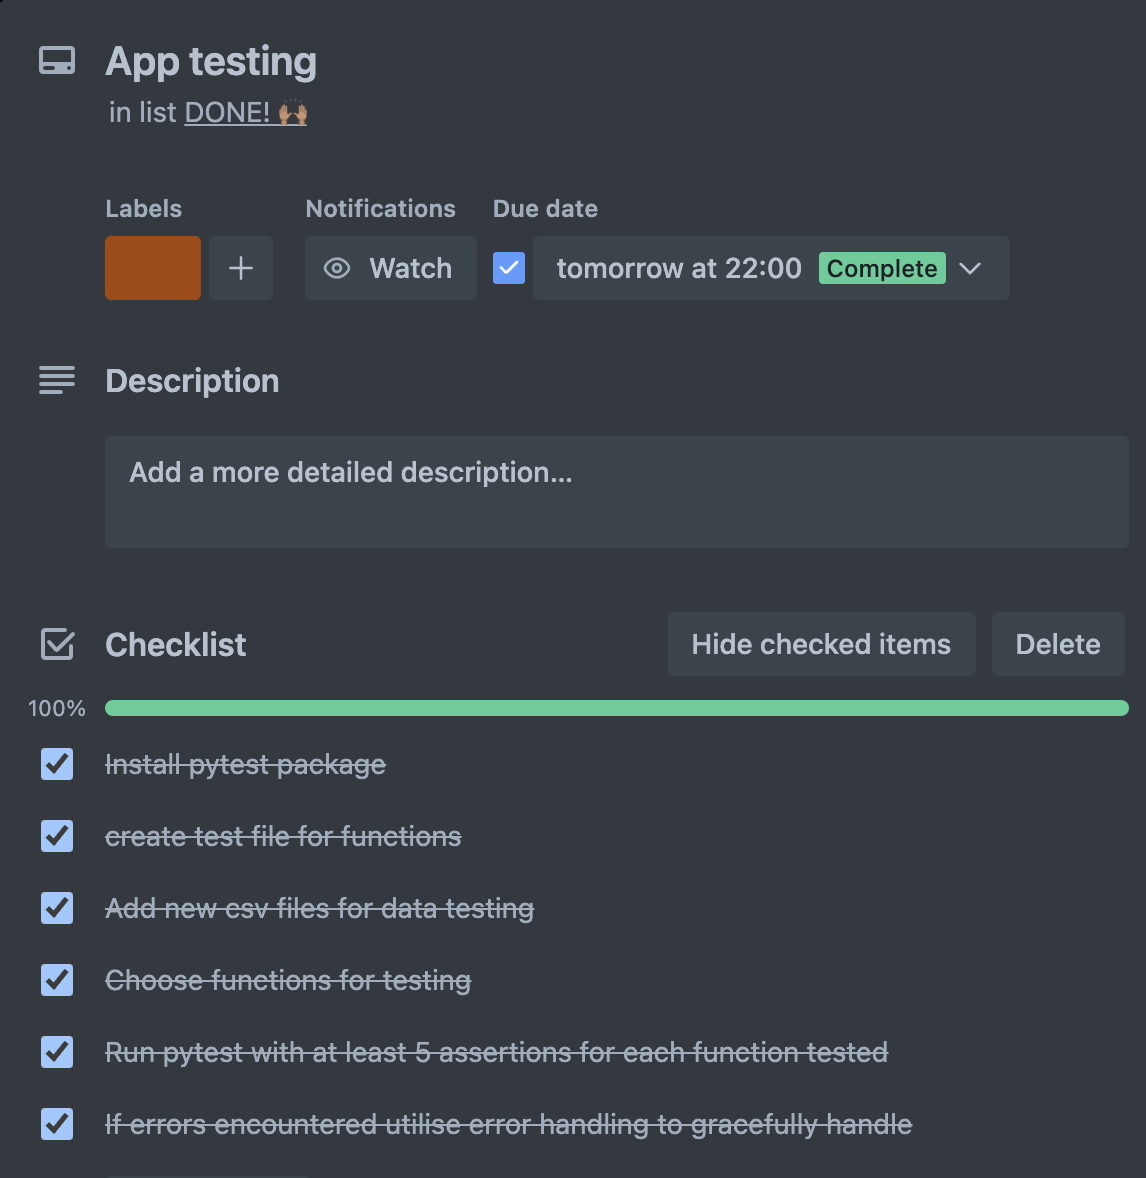 App testing
in list DONE! 🙌🏽
Labels
Notifications
Due date
+
Watch
tomorrow at 22:00 Complete
Description
Add a more detailed description...
Checklist
Hide checked items
Delete
100%
Install pytest package
create test file for functions
Add new csv files for data testing
Choose functions for testing
Run pytest with at least 5 assertions for each function tested
If errors encountered utilise error handling to gracefully handle